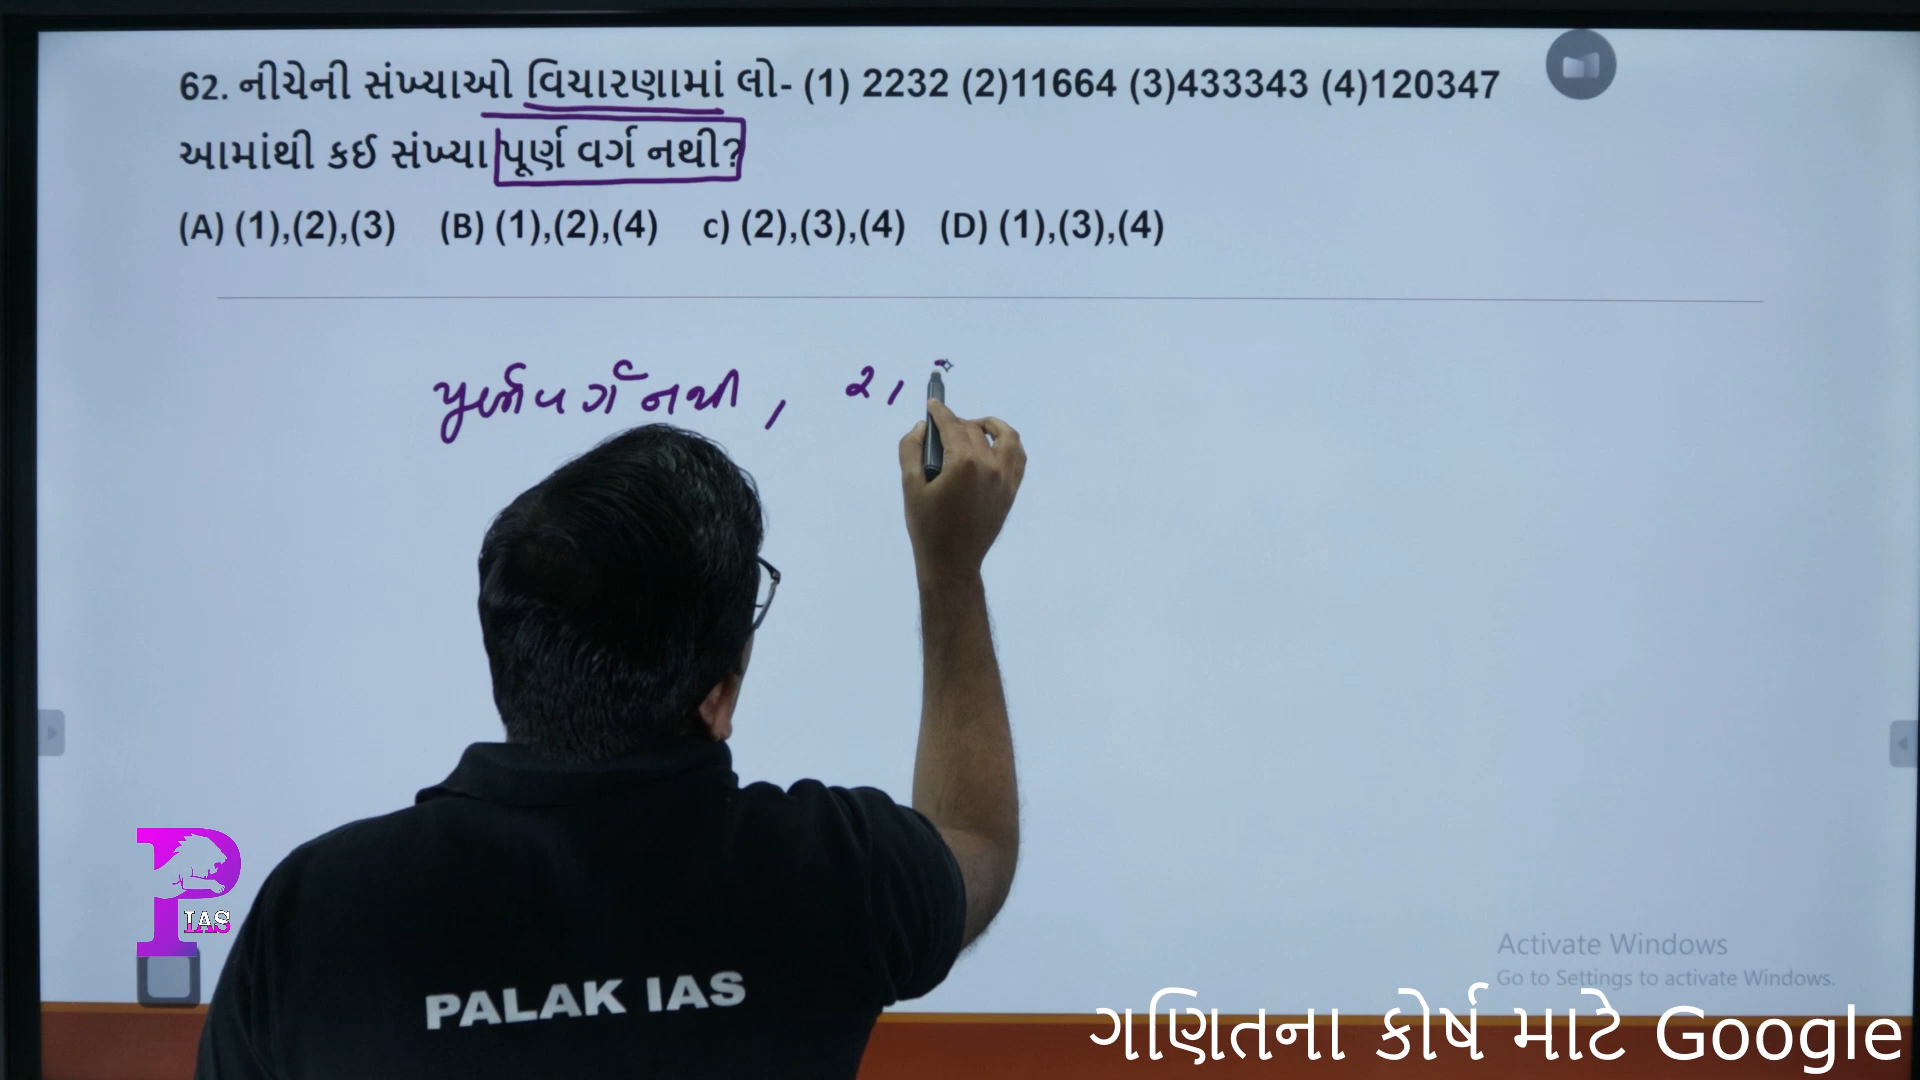 62. નીચેની સંખ્યાઓ વિચારણામાં લો- (1) 2232 (2)11664 (3)433343 (4)120347
આમાંથી કઈ સંખ્યા પૂર્ણ વર્ગ નથી?
(A) (1),(2),(3) (B) (1),(2),(4) c) (2),(3),(4) (D) (1),(3),(4)
પૂર્ણવર્ગ નથી, ૨,
IAS
PALAK IAS
Activate Windows
Go to Settings to activate Windows.
ગણિતના કોર્ષ માટે Google